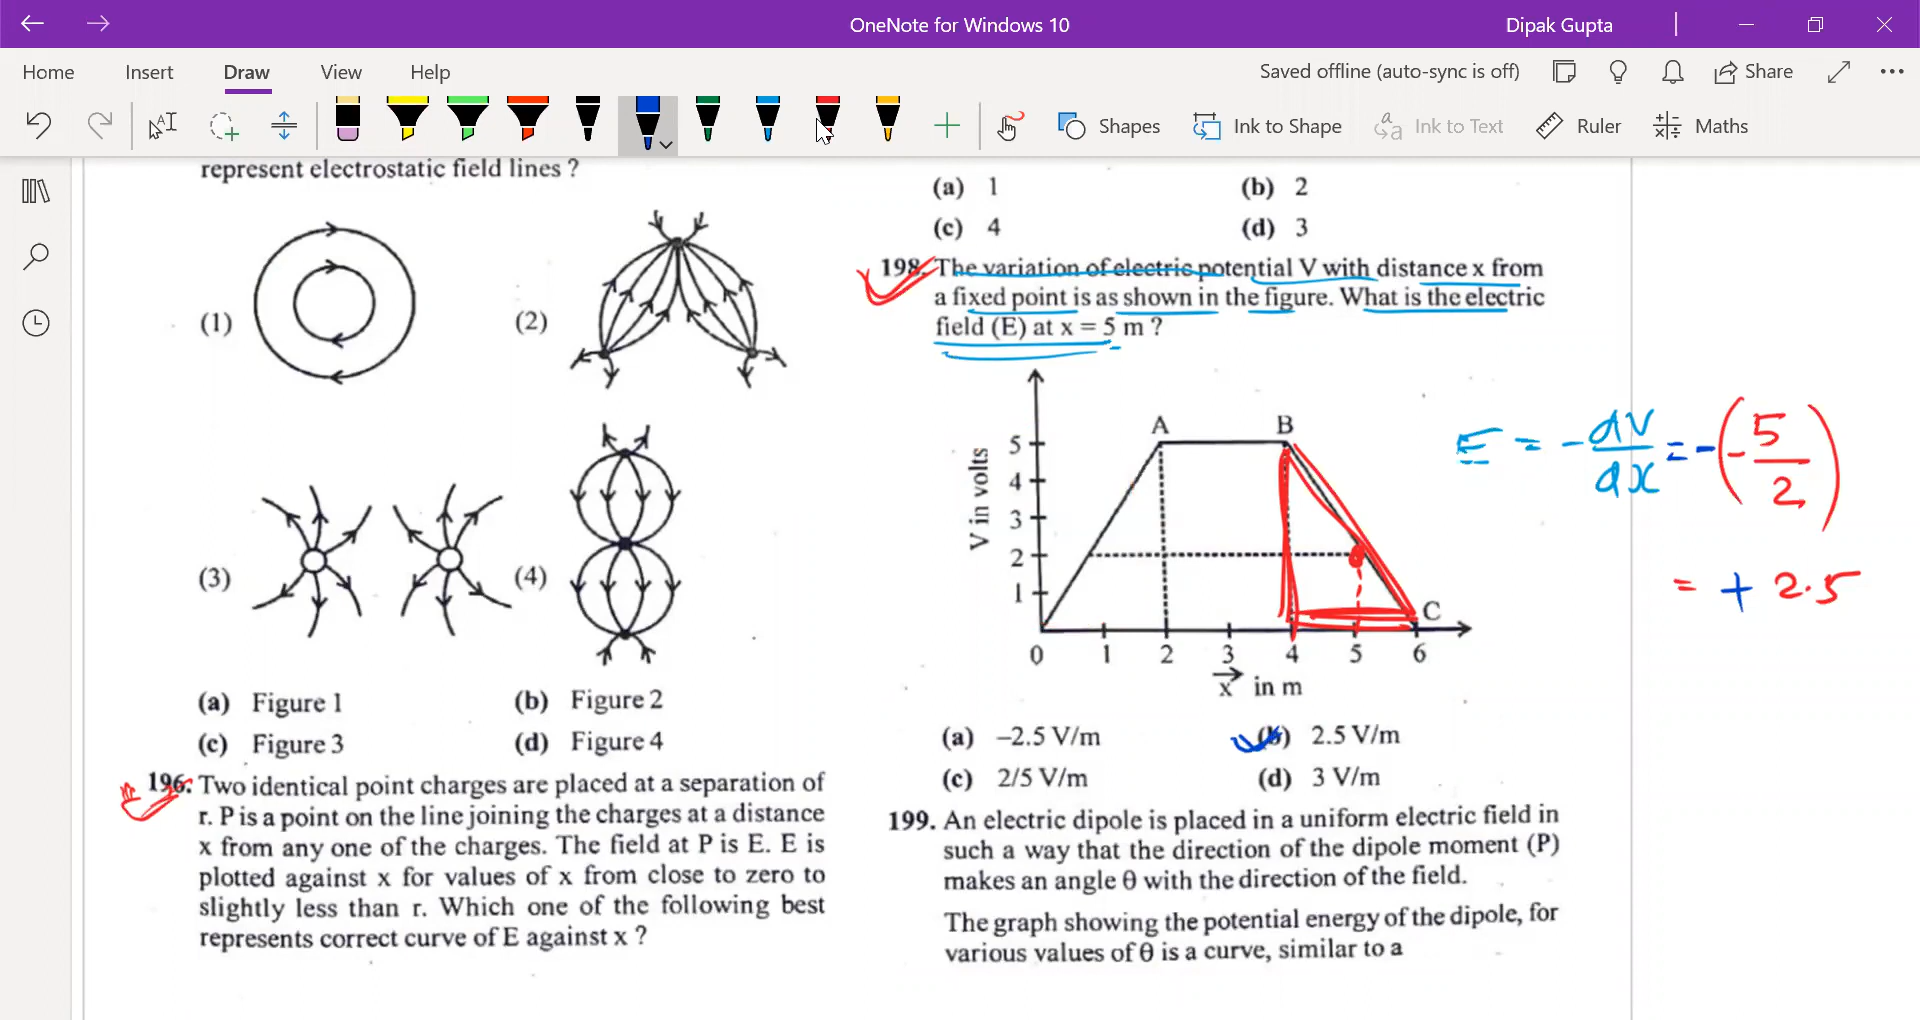 OneNote for Windows 10
Dipak Gupta
Home Insert Draw View Help
Saved offline (auto-sync is off)
Share
Shapes
Ink to Shape
Ink to Text
Ruler
Maths
represent electrostatic field lines ?
(1)
(2)
(3)
(4)
(a) Figure 1
(b) Figure 2
(c) Figure 3
(d) Figure 4
196. Two identical point charges are placed at a separation of
r. P is a point on the line joining the charges at a distance
x from any one of the charges. The field at P is E. E is
plotted against x for values of x from close to zero to
slightly less than r. Which one of the following best
represents correct curve of E against x ?
(a) 1
(b) 2
(c) 4
(d) 3
198. The variation of electric potential V with distance x from
a fixed point is as shown in the figure. What is the electric
field (E) at x = 5 m ?
A B
V in volts
5
4
3
2
1
C
0 1 2 3 4 5 6
x in m
E = -dV/dx = -(-5/2)
= + 2.5
(a) –2.5 V/m
(b) 2.5 V/m
(c) 2/5 V/m
(d) 3 V/m
199. An electric dipole is placed in a uniform electric field in
such a way that the direction of the dipole moment (P)
makes an angle θ with the direction of the field.
The graph showing the potential energy of the dipole, for
various values of θ is a curve, similar to a